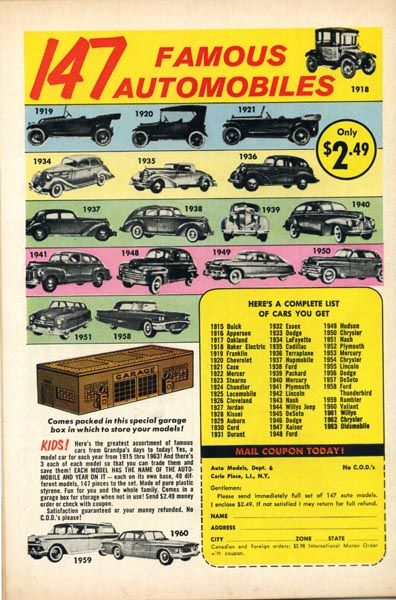 147 FAMOUS
AUTOMOBILES
1918
1919
1920
1921
Only
$2.49
1934
1935
1936
1937
1938
1939
1940
1941
1948
1949
1950
1951
1958
GARAGE
Comes packed in this special garage
box in which to store your models!
KIDS! Here's the greatest assortment of famous
cars from Grandpa's days to today! Yes, a
model car for each year from 1915 thru 1963! And there's
3 each of each model so that you can trade them and
save them! EACH MODEL HAS THE NAME OF THE AUTO-
MOBILE AND YEAR ON IT — each on its own base, 49 differ-
ent models, 147 pieces to the set. Made of pure plastic
styrene. Fun for you and the whole family. Comes in a
garage box for storage when not in use! Send $2.49 money
order or check with coupon.
Satisfaction guaranteed or your money refunded. No
C.O.D.'s please!
1959
1960
HERE'S A COMPLETE LIST
OF CARS YOU GET
1915 Buick
1916 Apperson
1917 Oakland
1918 Baker Electric
1919 Franklin
1920 Chevrolet
1921 Case
1922 Mercer
1923 Stearns
1924 Chandler
1925 Locomobile
1926 Cleveland
1927 Jordan
1928 Kissel
1929 Auburn
1930 Cord
1931 Durant
1932 Essex
1933 Dodge
1934 LaFayette
1935 Cadillac
1936 Terraplane
1937 Hupmobile
1938 Ford
1939 Packard
1940 Mercury
1941 Plymouth
1942 Lincoln
1943 Nash
1944 Willys Jeep
1945 DeSoto
1946 Dodge
1947 Kaiser
1948 Ford
1949 Hudson
1950 Chrysler
1951 Nash
1952 Plymouth
1953 Mercury
1954 Chrysler
1955 Lincoln
1956 Dodge
1957 DeSoto
1958 Ford
Thunderbird
1959 Rambler
1960 Valiant
1961 Willys
1962 Chrysler
1963 Oldsmobile
MAIL COUPON TODAY!
Auto Models, Dept. 6 No C.O.D.'s
Carle Place, L.I., N.Y.
Gentlemen:
Please send immediately full set of 147 auto models.
I enclose $2.49. If not satisfied I may return for full refund.
NAME
ADDRESS
CITY ZONE STATE
Canadian and Foreign orders: $2.98 International Money Order
with coupon.